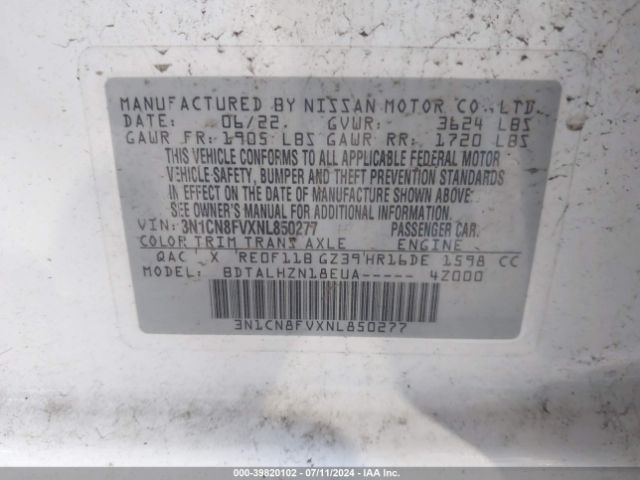 MANUFACTURED BY NISSAN MOTOR CO., LTD.
DATE: 06/22. GVWR: 3624 LBS
GAWR FR: 1905 LBS GAWR RR: 1720 LBS
THIS VEHICLE CONFORMS TO ALL APPLICABLE FEDERAL MOTOR
VEHICLE SAFETY, BUMPER AND THEFT PREVENTION STANDARDS
IN EFFECT ON THE DATE OF MANUFACTURE SHOWN ABOVE.
SEE OWNER'S MANUAL FOR ADDITIONAL INFORMATION.
VIN: 3N1CN8FVXNL850277 PASSENGER CAR.
COLOR TRIM TRANS AXLE ENGINE
QAC X RE0F11B GZ39 HR16DE 1598 CC
MODEL: BDTALHZN18EUA----- 4Z000
3N1CN8FVXNL850277
000-39820102 - 07/11/2024 - IAA Inc.